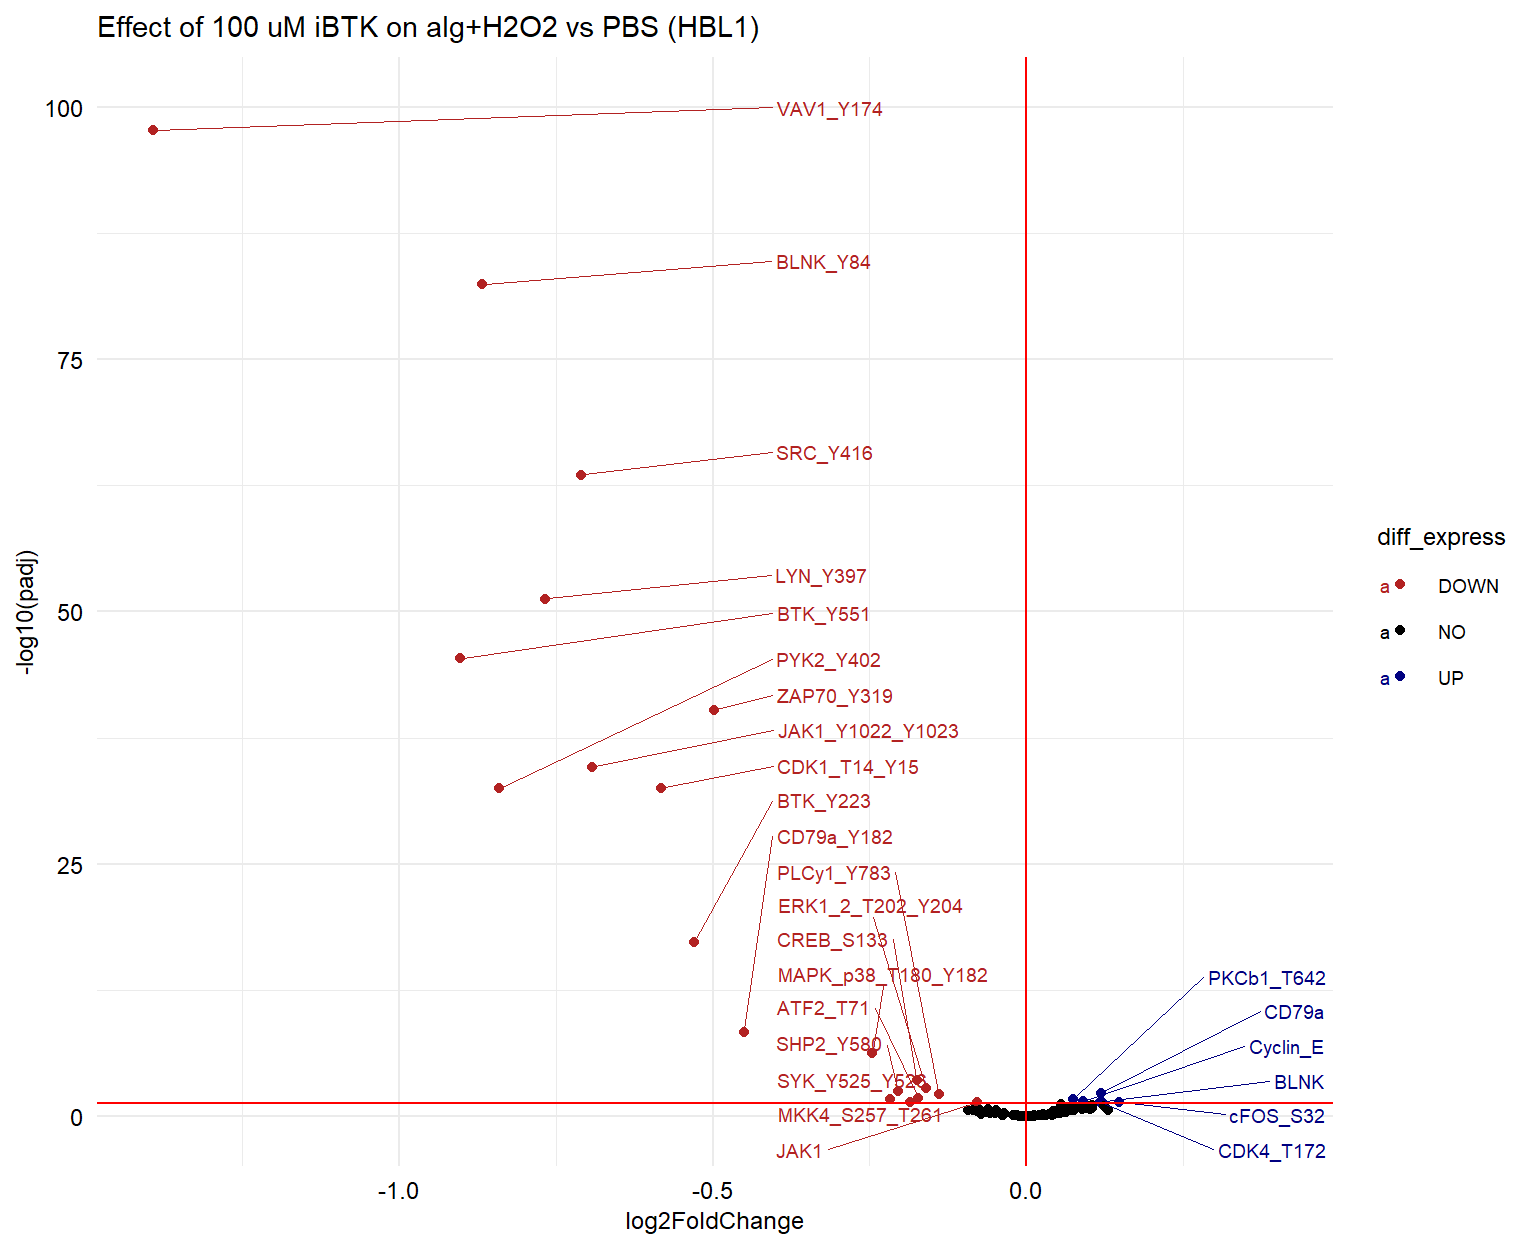 Effect of 100 uM iBTK on alg+H2O2 vs PBS (HBL1)
100
75
50
25
0
-log10(padj)
VAV1_Y174
BLNK_Y84
SRC_Y416
LYN_Y397
BTK_Y551
PYK2_Y402
ZAP70_Y319
JAK1_Y1022_Y1023
CDK1_T14_Y15
BTK_Y223
CD79a_Y182
PLCy1_Y783
ERK1_2_T202_Y204
CREB_S133
MAPK_p38_T180_Y182
ATF2_T71
SHP2_Y580
SYK_Y525_Y526
MKK4_S257_T261
JAK1
PKCb1_T642
CD79a
Cyclin_E
BLNK
cFOS_S32
CDK4_T172
-1.0
-0.5
0.0
log2FoldChange
diff_express
a DOWN
a NO
a UP